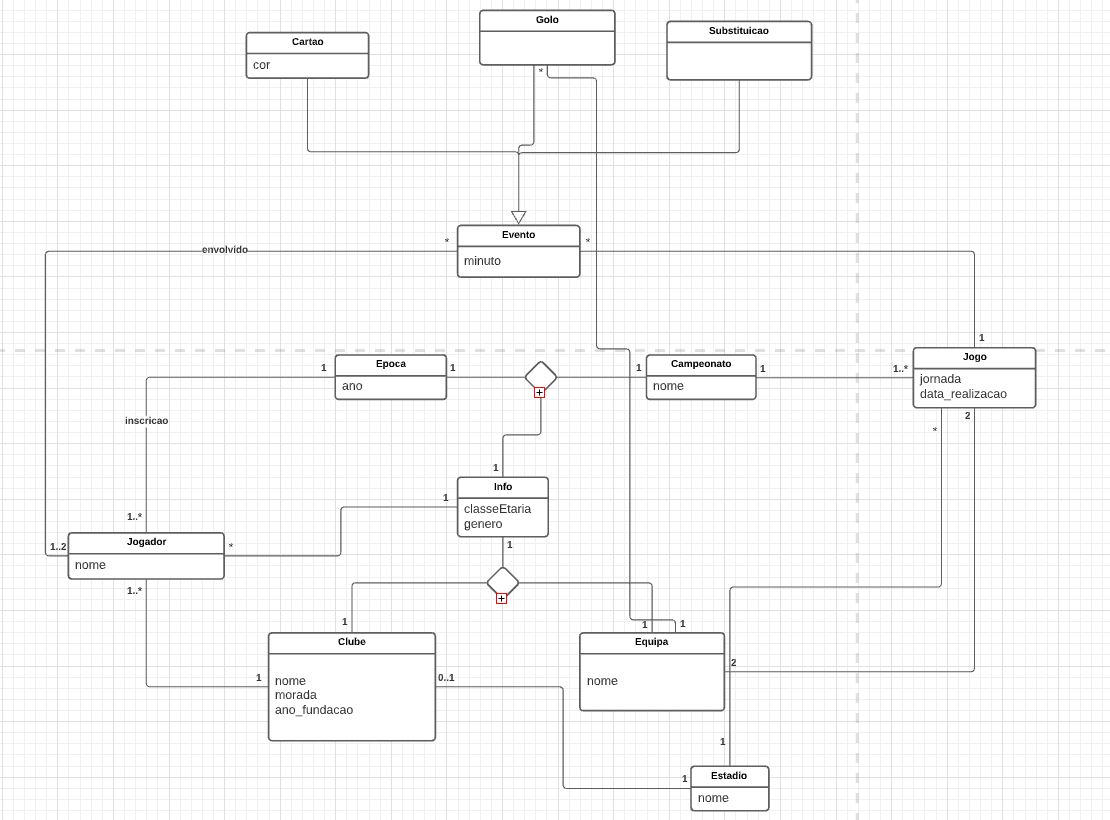 Golo
Cartao
cor
Substituicao
*
envolvido
*
Evento
*
minuto
1
Epoca
1
1
ano
1
Campeonato
1
nome
1..*
Jogo
jornada
data_realizacao
*
2
inscricao
1
Info
classeEtaria
genero
1
1
1..*
1..2
Jogador
*
nome
1..*
1
Clube
nome
morada
ano_fundacao
1
0..1
1
1
Equipa
nome
2
1
1
Estadio
nome